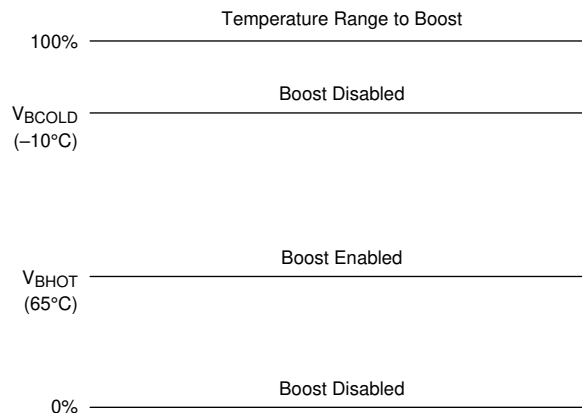 Temperature Range to Boost
100%
Boost Disabled
VBCOLD
(–10°C)
Boost Enabled
VBHOT
(65°C)
Boost Disabled
0%